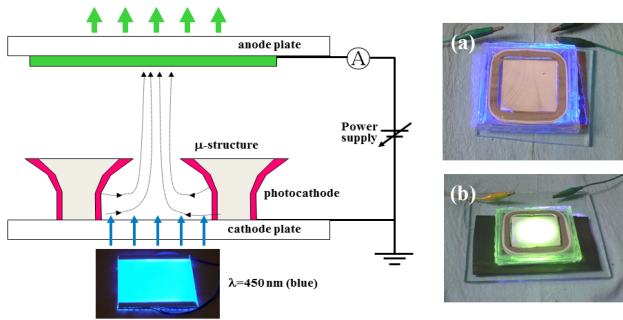 anode plate
A
(a)
Power
supply
μ-structure
photocathode
(b)
cathode plate
λ=450 nm (blue)